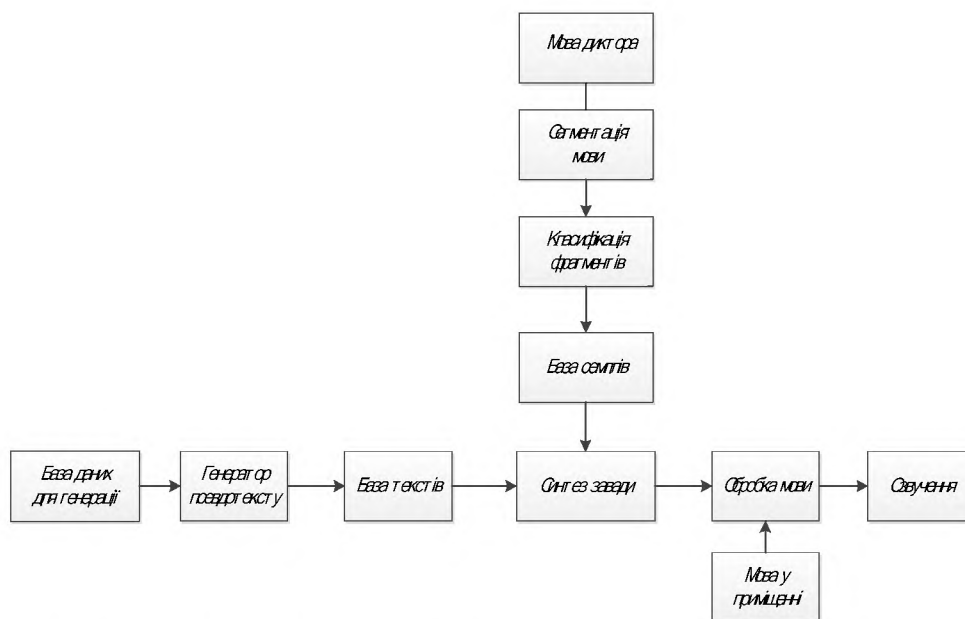 Мова диктора
Сегментація
мови
Класифікація
фрагментів
База семплів
База даних
для генерації
Генератор
псевдотексту
База текстів
Синтез завади
Обробка мови
Озвучення
Мова у
приміщенні